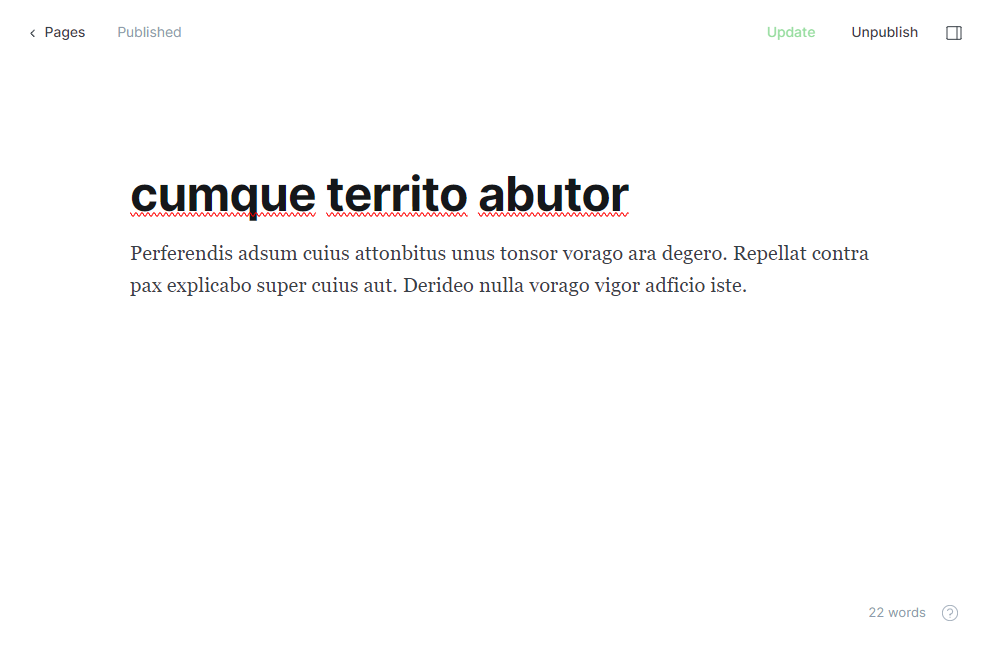 Pages
Published
Update
Unpublish
cumque territo abutor
Perferendis adsum cuius attonbitus unus tonsor vorago ara degero. Repellat contra
pax explicabo super cuius aut. Derideo nulla vorago vigor adficio iste.
22 words
?